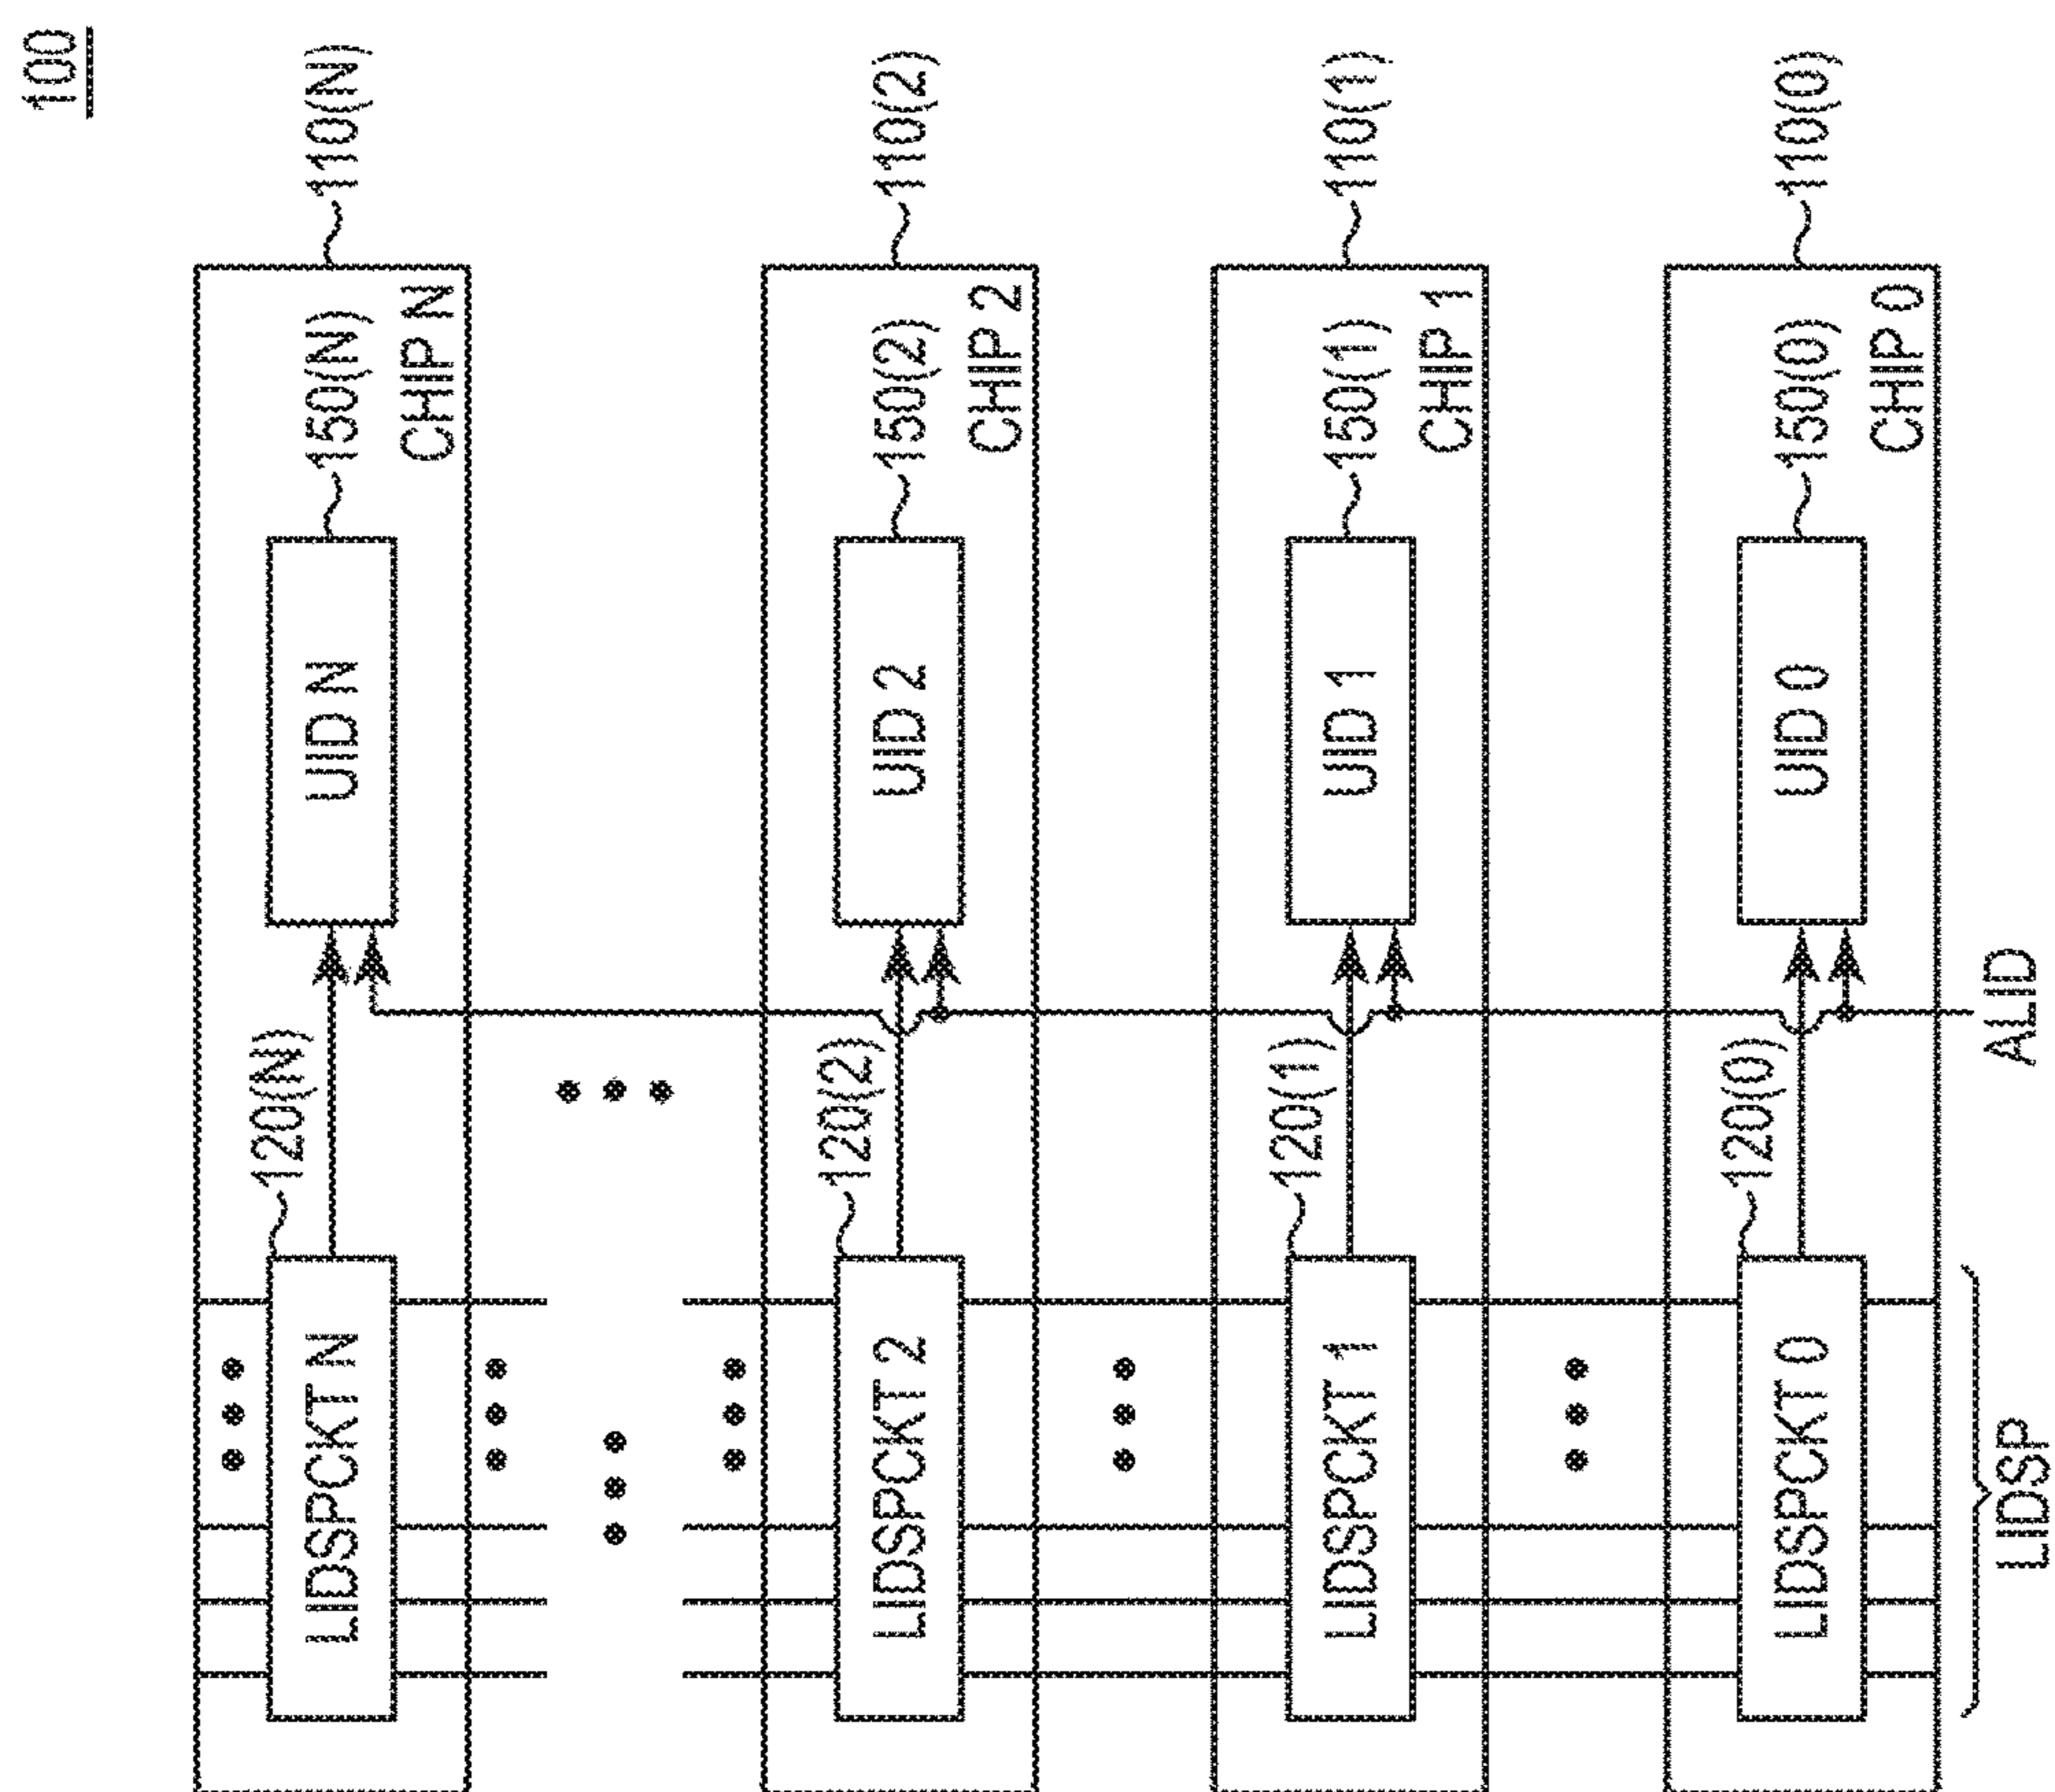 100
110(N)
150(N)
CHIP N
UID N
120(N)
LIDSPCKT N
110(2)
150(2)
CHIP 2
UID 2
120(2)
LIDSPCKT 2
110(1)
150(1)
CHIP 1
UID 1
120(1)
LIDSPCKT 1
110(0)
150(0)
CHIP 0
UID 0
120(0)
LIDSPCKT 0
ALID
LIDSP